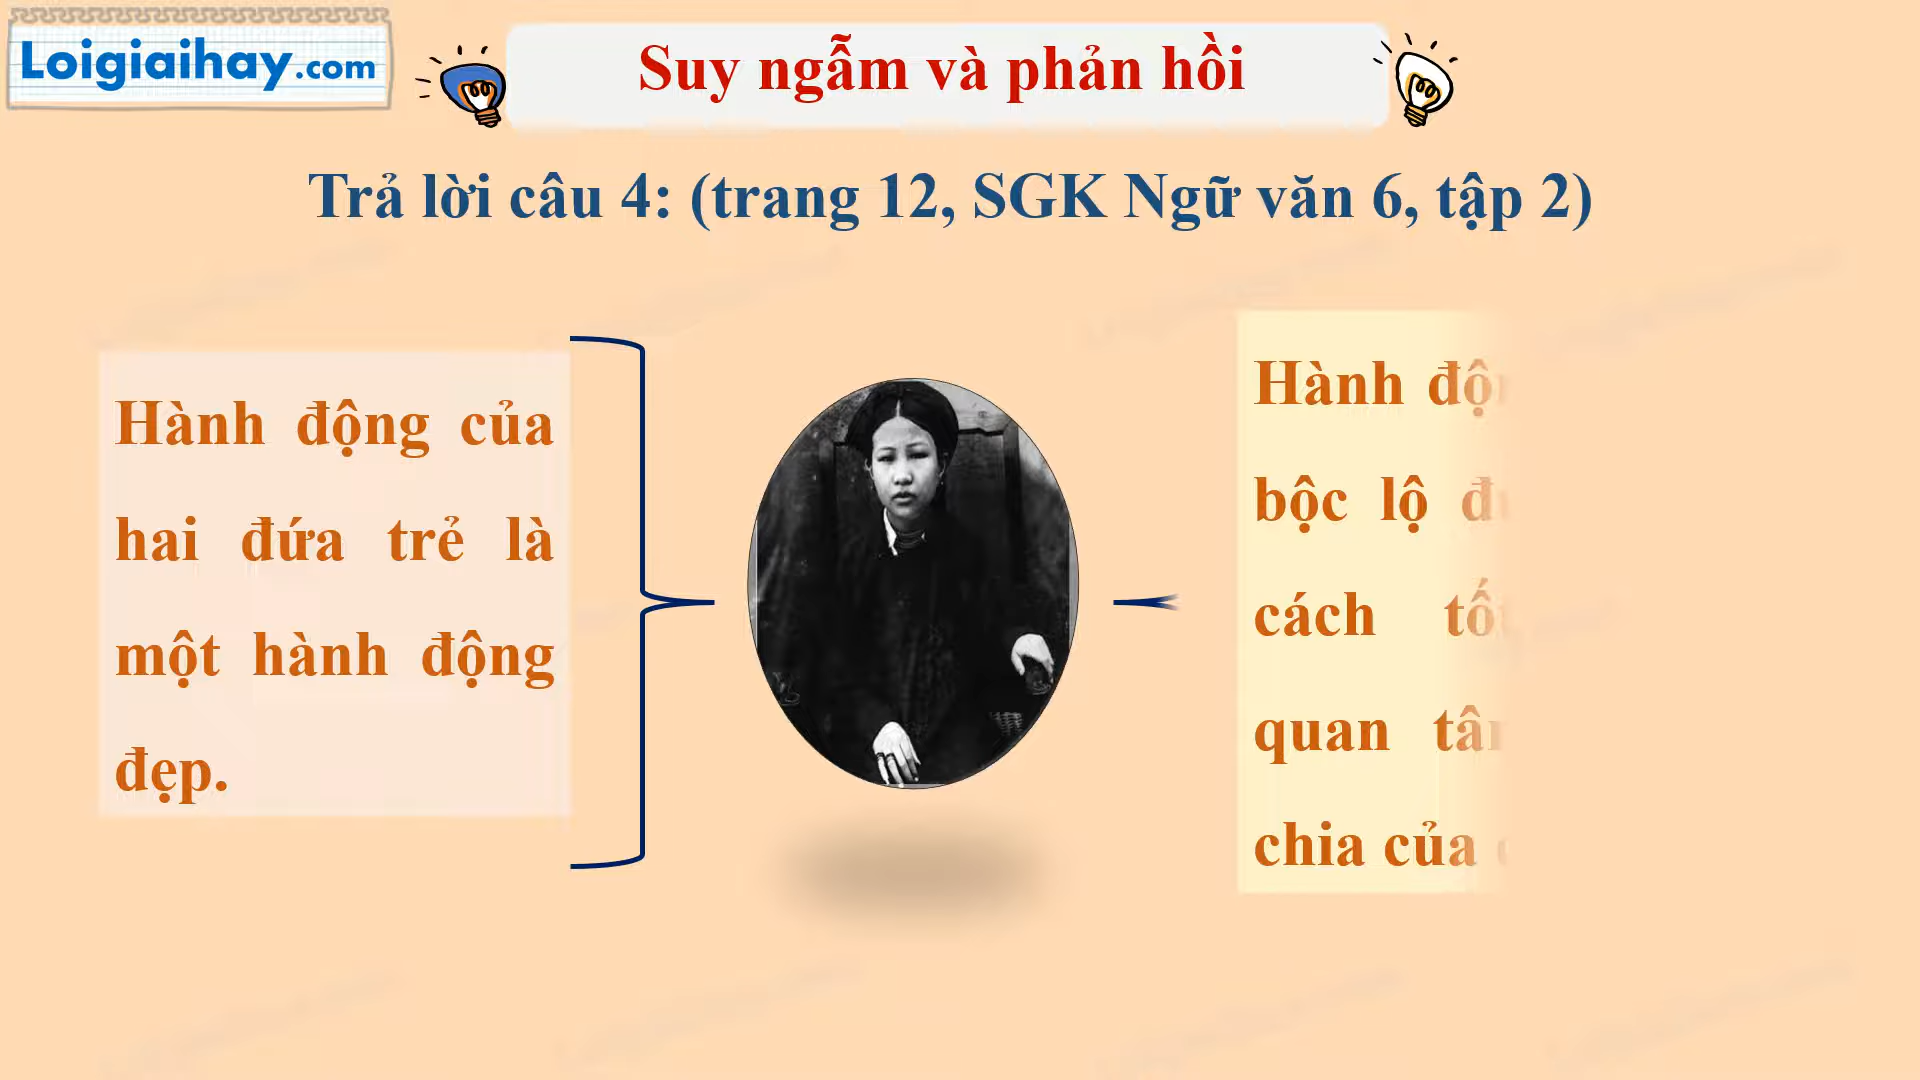 Loigiaihay.com
Suy ngẫm và phản hồi
Trả lời câu 4: (trang 12, SGK Ngữ văn 6, tập 2)
Hành động của
hai đứa trẻ là
một hành động
đẹp.
Hành
bộc lộ
cách
quan
chia của